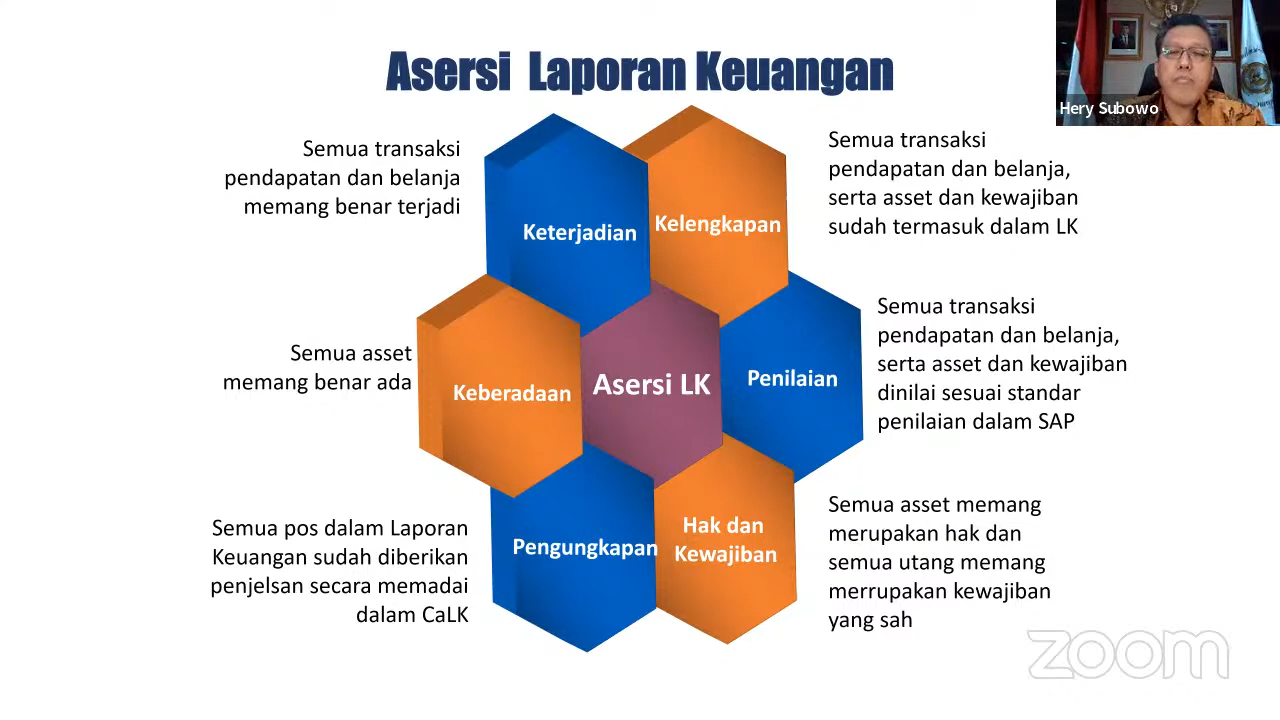 Asersi Laporan Keuangan
Hery Subowo
Semua transaksi
pendapatan dan belanja
memang benar terjadi
Keterjadian
Kelengkapan
Semua transaksi
pendapatan dan belanja,
serta asset dan kewajiban
sudah termasuk dalam LK
Semua asset
memang benar ada
Keberadaan
Asersi LK
Penilaian
Semua transaksi
pendapatan dan belanja,
serta asset dan kewajiban
dinilai sesuai standar
penilaian dalam SAP
Semua pos dalam Laporan
Keuangan sudah diberikan
penjelsan secara memadai
dalam CaLK
Pengungkapan
Hak dan
Kewajiban
Semua asset memang
merupakan hak dan
semua utang memang
merrupakan kewajiban
yang sah
zoom